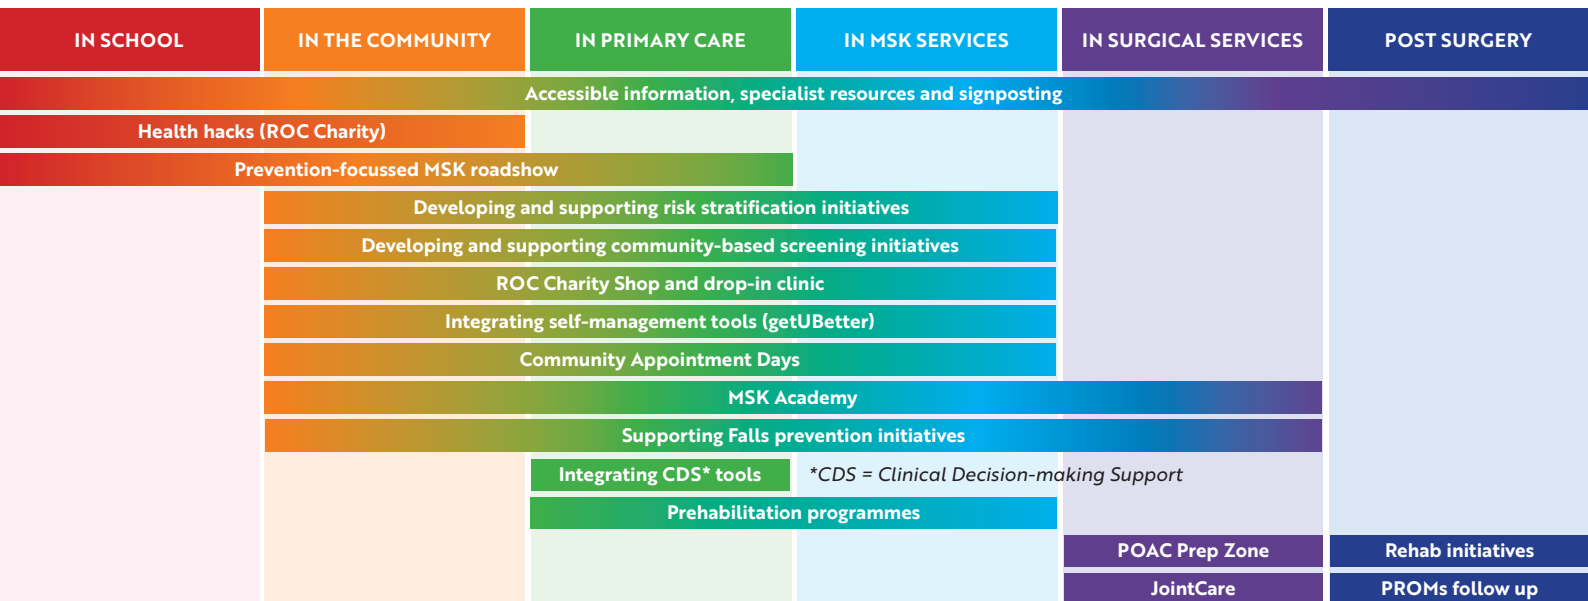 IN SCHOOL
IN THE COMMUNITY
IN PRIMARY CARE
IN MSK SERVICES
IN SURGICAL SERVICES
POST SURGERY
Accessible information, specialist resources and signposting
Health hacks (ROC Charity)
Prevention-focussed MSK roadshow
Developing and supporting risk stratification initiatives
Developing and supporting community-based screening initiatives
ROC Charity Shop and drop-in clinic
Integrating self-management tools (getUBetter)
Community Appointment Days
MSK Academy
Supporting Falls prevention initiatives
Integrating CDS* tools
*CDS = Clinical Decision-making Support
Prehabilitation programmes
POAC Prep Zone
Rehab initiatives
JointCare
PROMs follow up